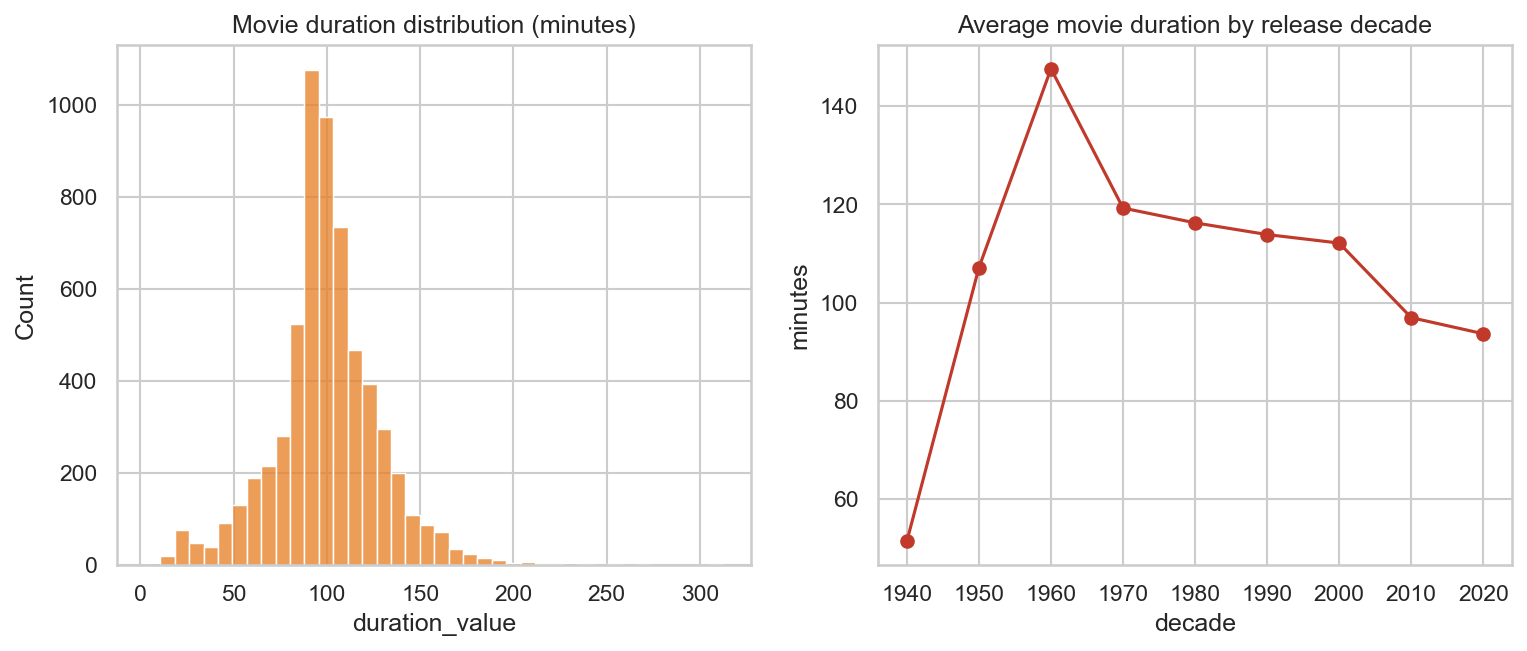 Movie duration distribution (minutes)
1000
800
600
400
200
0
Count
0 50 100 150 200 250 300
duration_value
Average movie duration by release decade
140
120
100
80
60
minutes
1940 1950 1960 1970 1980 1990 2000 2010 2020
decade